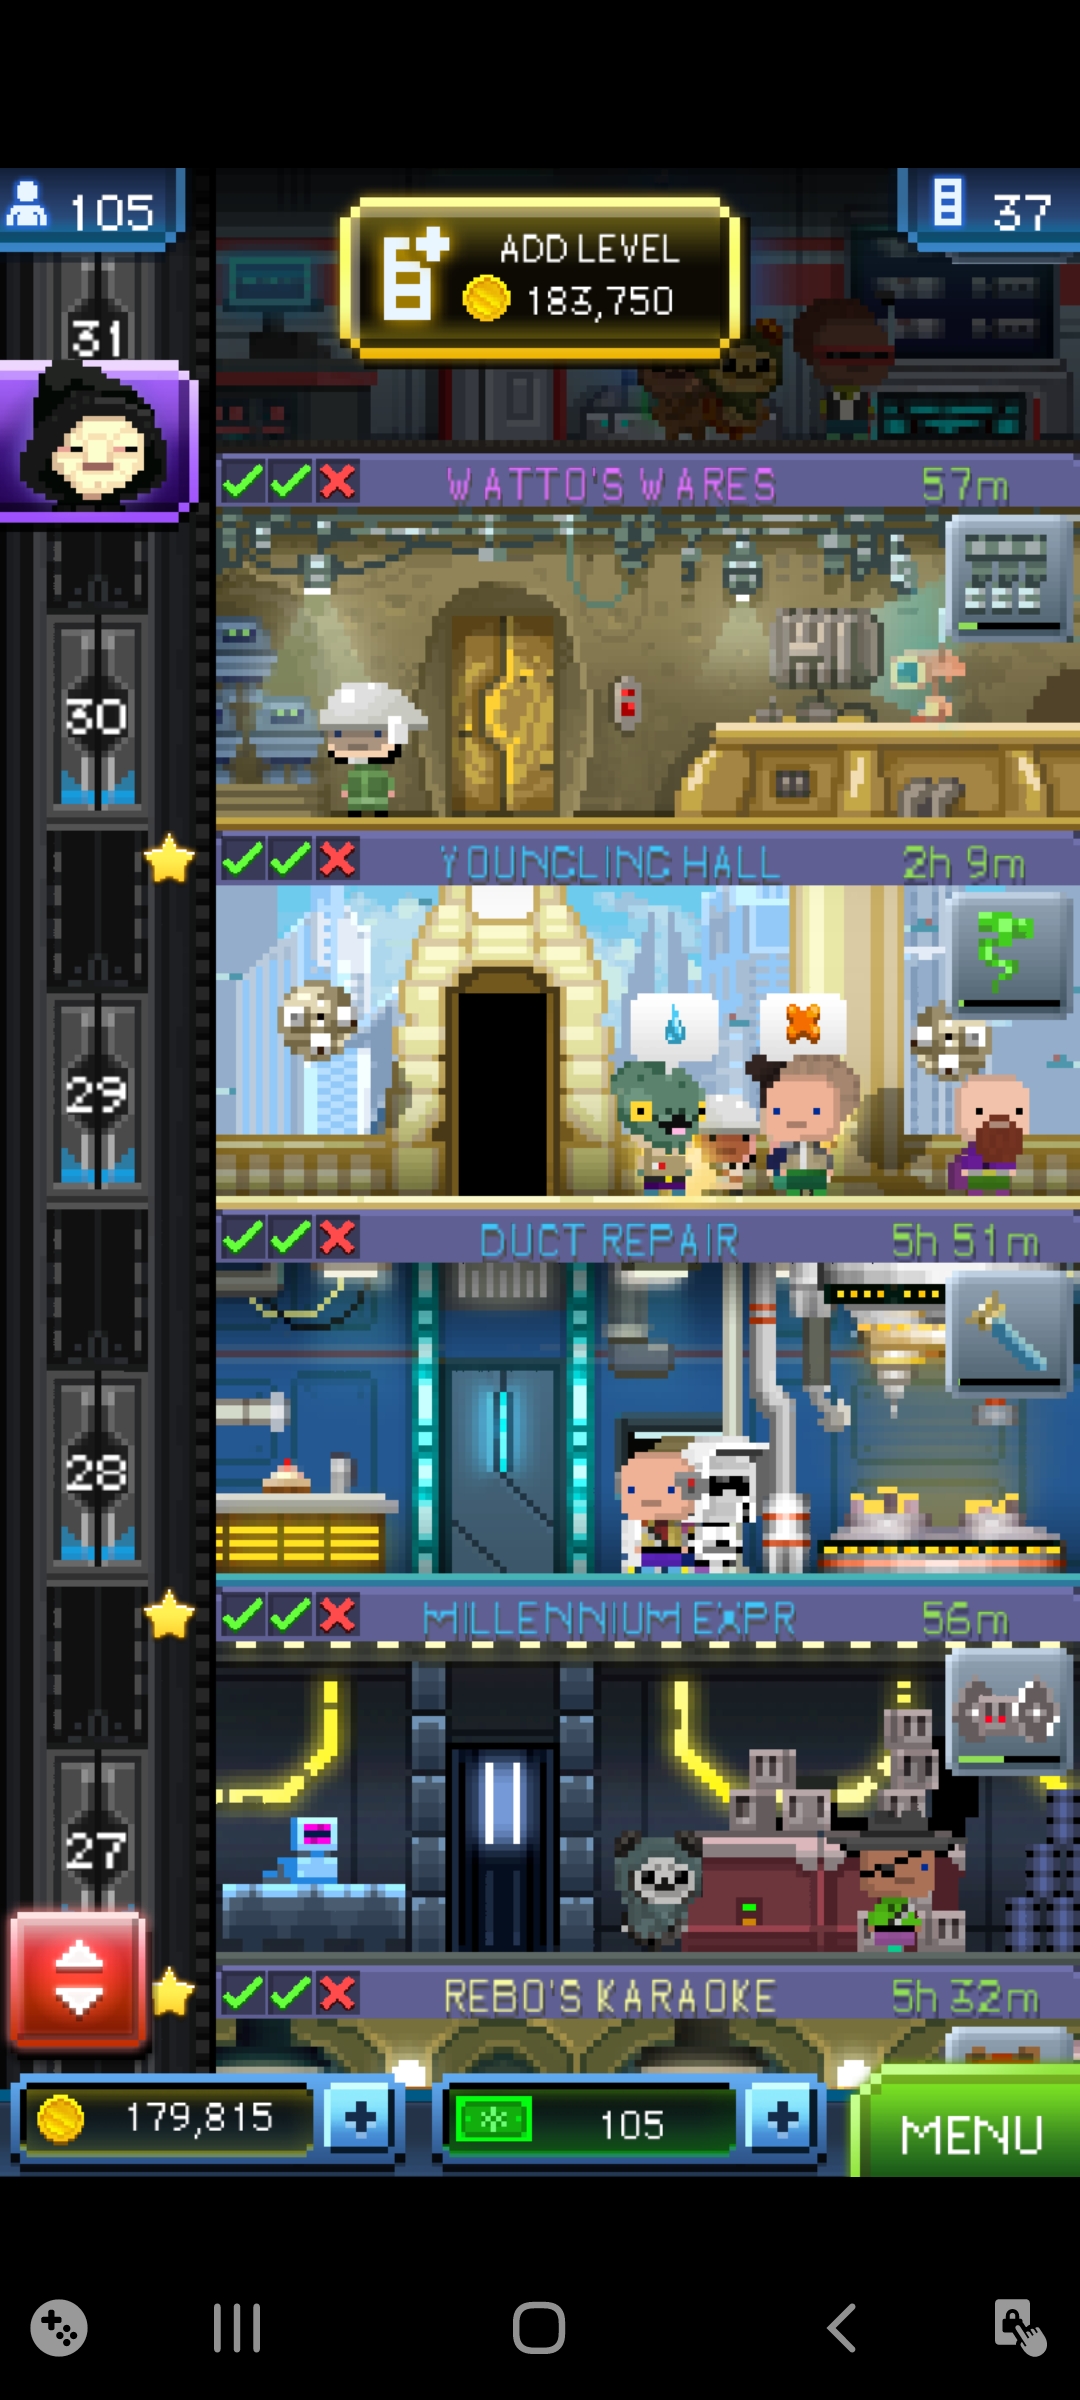 105
ADD LEVEL
183,750
37
31
WATTO'S WARES 57m
30
YOUNGLING HALL 2h 9m
29
DUCT REPAIR 5h 51m
28
MILLENNIUM EXPR 56m
27
REBO'S KARAOKE 5h 32m
179,815
105
MENU